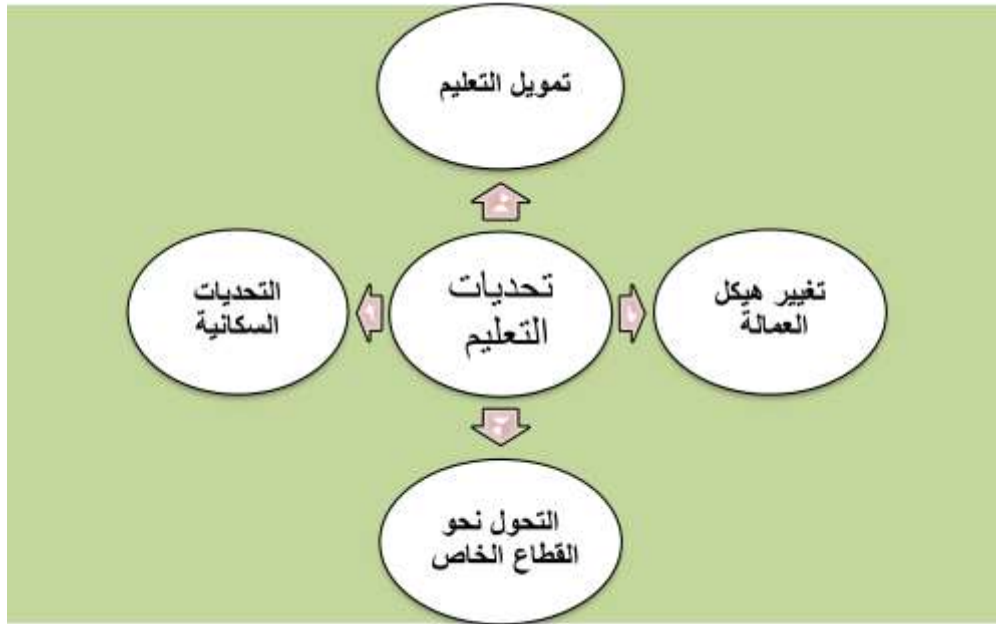 تمويل التعليم
تحديات
التعليم
تغيير هيكل
العمالة
التحديات
السكانية
التحول نحو
القطاع الخاص